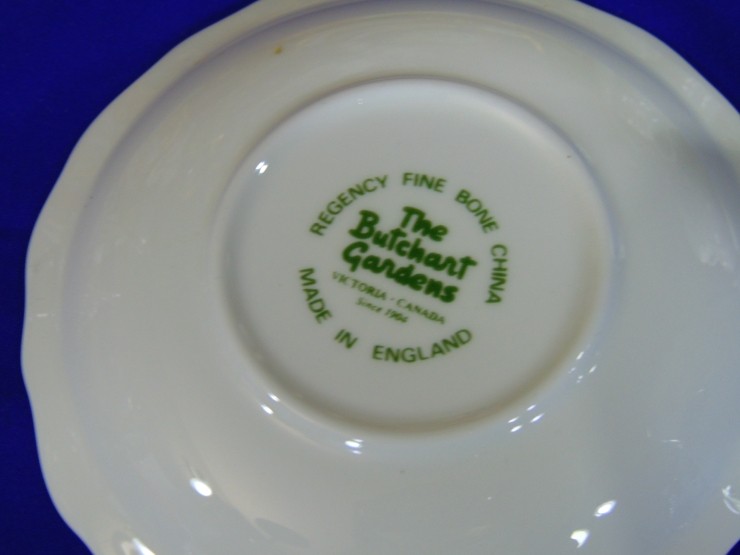 REGENCY FINE BONE CHINA
The
Butchart
Gardens
VICTORIA - CANADA
Since 1904
MADE IN ENGLAND